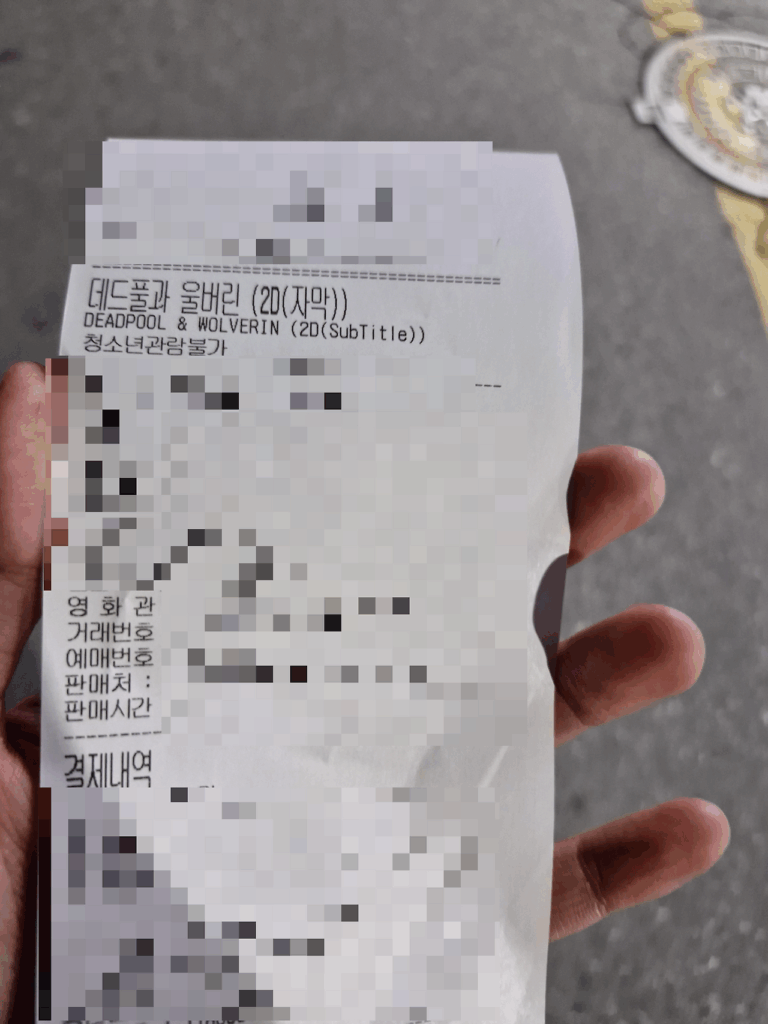 데드풀과 울버린 (2D(자막))
DEADPOOL & WOLVERIN (2D(SubTitle))
청소년관람불가
영 화 관
거래번호
예매번호
판매처 :
판매시간
결제내역